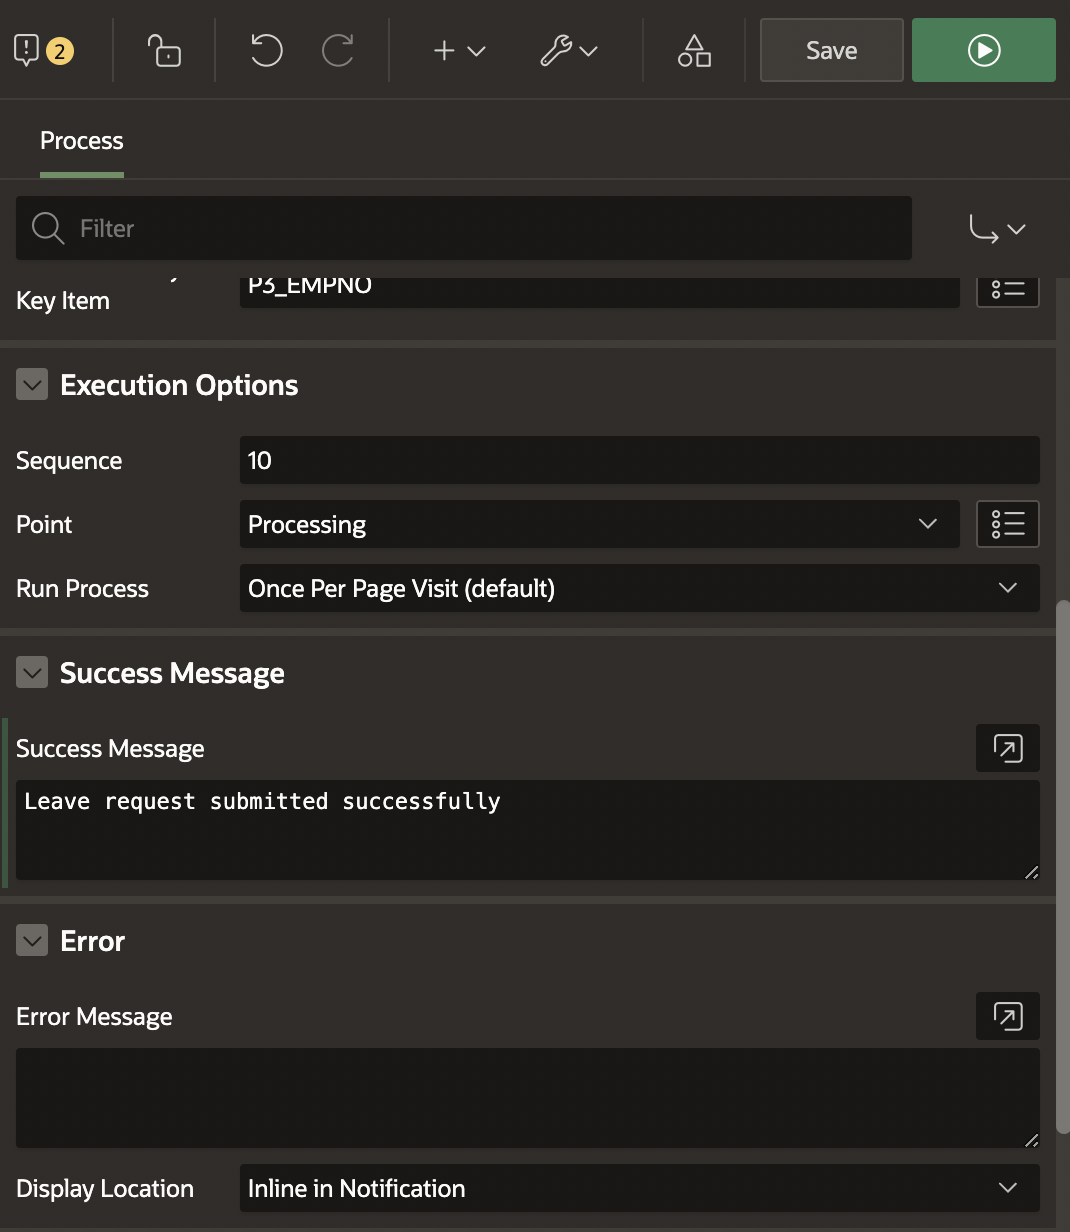 2
Save
Process
Filter
Key Item
P3_EMPNO
Execution Options
Sequence
10
Point
Processing
Run Process
Once Per Page Visit (default)
Success Message
Success Message
Leave request submitted successfully
Error
Error Message
Display Location
Inline in Notification